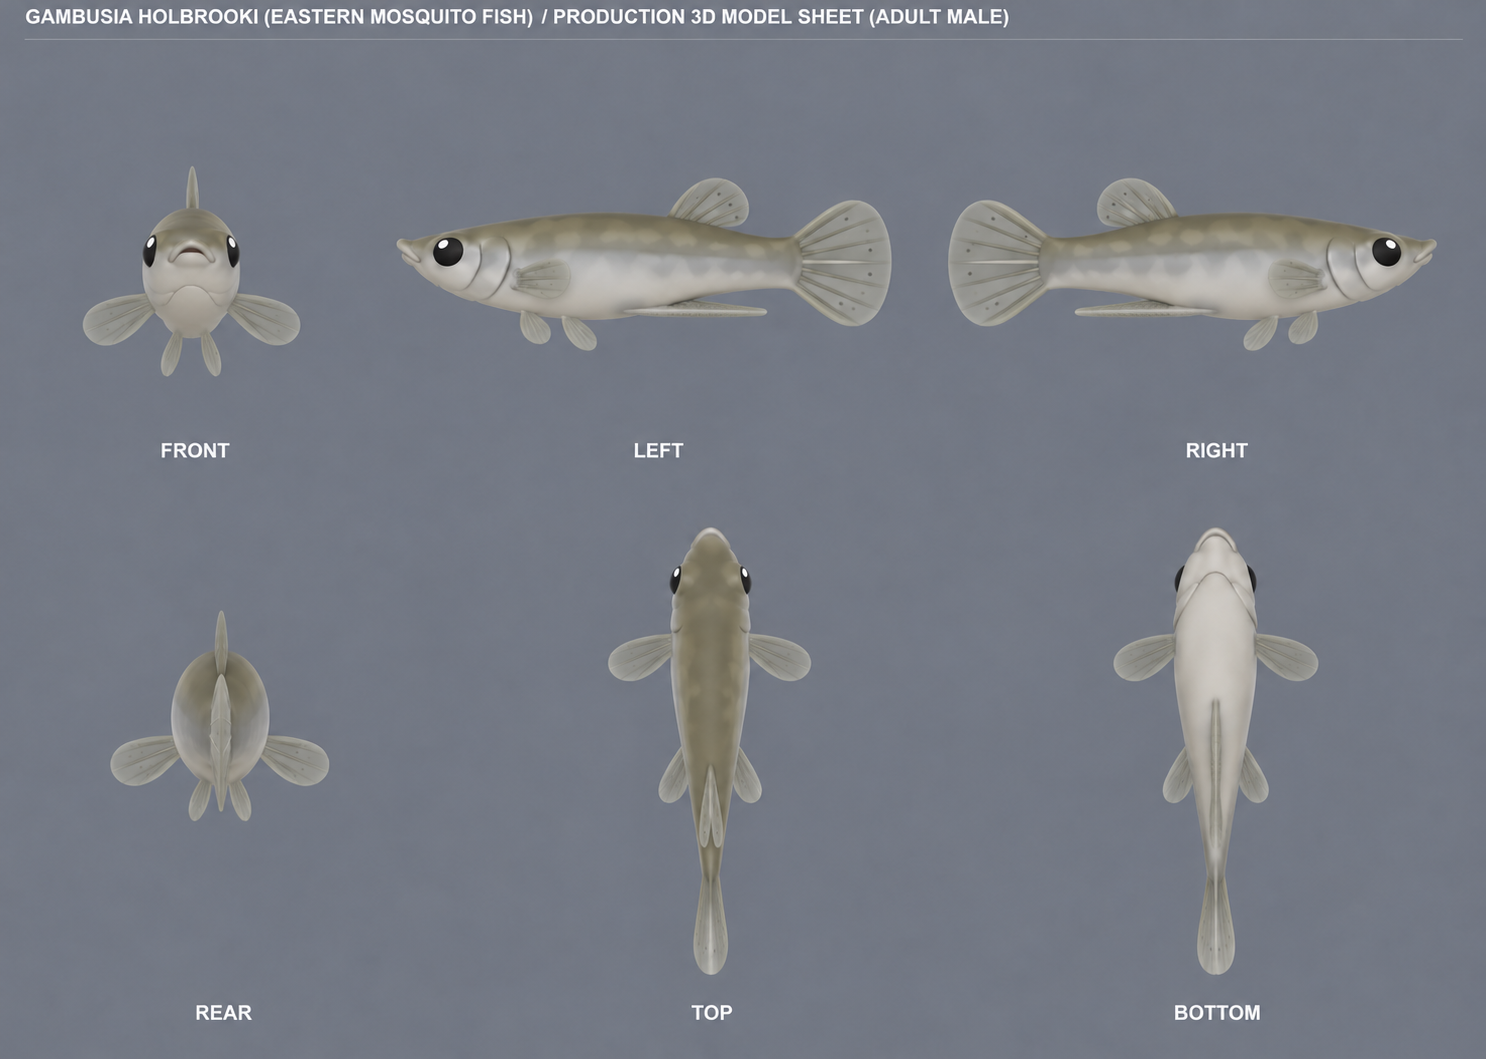 GAMBUSIA HOLBROOKI (EASTERN MOSQUITO FISH) / PRODUCTION 3D MODEL SHEET (ADULT MALE)
FRONT
LEFT
RIGHT
REAR
TOP
BOTTOM